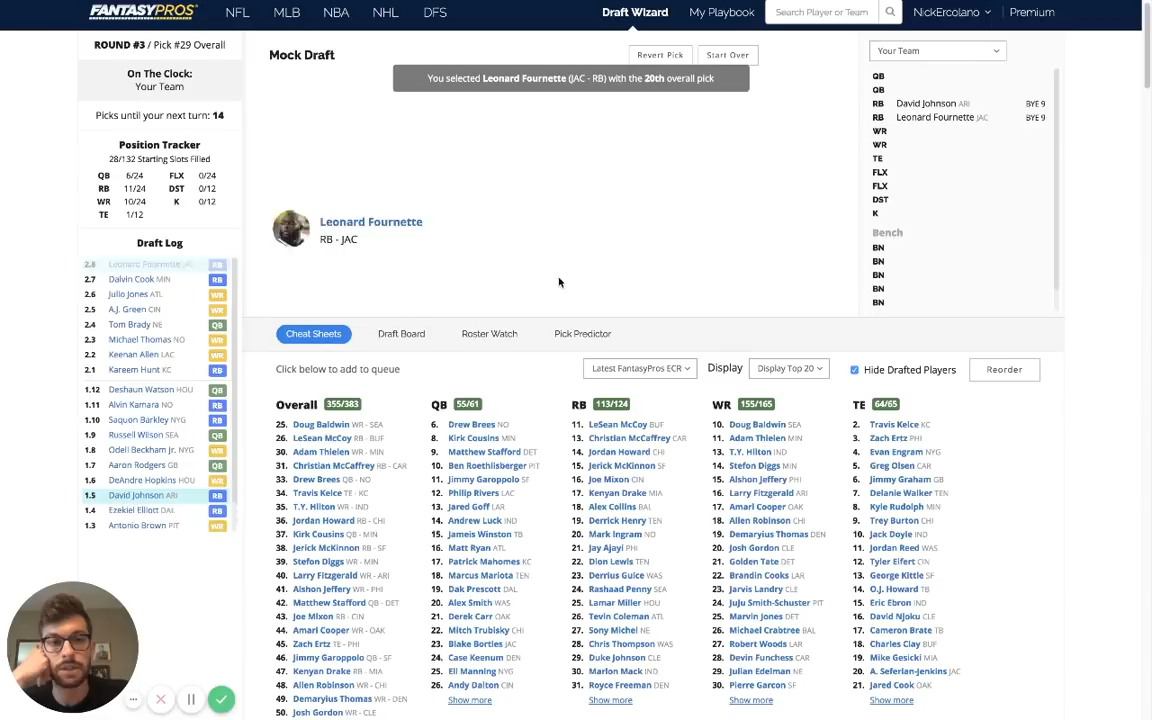 FANTASYPROS NFL MLB NBA NHL DFS Draft Wizard My Playbook Search Player or Team NickErcolano Premium
ROUND #3 / Pick #29 Overall
On The Clock:
Your Team
Picks until your next turn: 14
Position Tracker
28/132 Starting Slots Filled
QB 6/24 FLX 0/24
RB 11/24 DST 0/12
WR 10/24 K 0/12
TE 1/12
Draft Log
2.8 Leonard Fournette JAC RB
2.7 Dalvin Cook MIN RB
2.6 Julio Jones ATL WR
2.5 A.J. Green CIN WR
2.4 Tom Brady NE QB
2.3 Michael Thomas NO WR
2.2 Keenan Allen LAC WR
2.1 Kareem Hunt KC RB
1.12 Deshaun Watson HOU QB
1.11 Alvin Kamara NO RB
1.10 Saquon Barkley NYG RB
1.9 Russell Wilson SEA QB
1.8 Odell Beckham Jr. NYG WR
1.7 Aaron Rodgers GB QB
1.6 DeAndre Hopkins HOU WR
1.5 David Johnson ARI RB
1.4 Ezekiel Elliott DAL RB
1.3 Antonio Brown PIT WR
Mock Draft Revert Pick Start Over
You selected Leonard Fournette (JAC - RB) with the 20th overall pick
Leonard Fournette
RB - JAC
Your Team
QB
QB
RB David Johnson ARI BYE 9
RB Leonard Fournette JAC BYE 9
WR
WR
TE
FLX
FLX
DST
K
Bench
BN
BN
BN
BN
BN
Cheat Sheets Draft Board Roster Watch Pick Predictor
Click below to add to queue Latest FantasyPros ECR Display Display Top 20 Hide Drafted Players Reorder
Overall 355/383
25. Doug Baldwin WR - SEA
26. LeSean McCoy RB - BUF
30. Adam Thielen WR - MIN
31. Christian McCaffrey RB - CAR
33. Drew Brees QB - NO
34. Travis Kelce TE - KC
35. T.Y. Hilton WR - IND
36. Jordan Howard RB - CHI
37. Kirk Cousins QB - MIN
38. Jerick McKinnon RB - SF
39. Stefon Diggs WR - MIN
40. Larry Fitzgerald WR - ARI
41. Alshon Jeffery WR - PHI
42. Matthew Stafford QB - DET
43. Joe Mixon RB - CIN
44. Amari Cooper WR - OAK
45. Zach Ertz TE - PHI
46. Jimmy Garoppolo QB - SF
47. Kenyan Drake RB - MIA
48. Allen Robinson WR - CHI
49. Demaryius Thomas WR - DEN
50. Josh Gordon WR - CLE
QB 55/61
6. Drew Brees NO
8. Kirk Cousins MIN
9. Matthew Stafford DET
10. Ben Roethlisberger PIT
11. Jimmy Garoppolo SF
12. Philip Rivers LAC
13. Jared Goff LAR
14. Andrew Luck IND
15. Jameis Winston TB
16. Matt Ryan ATL
17. Patrick Mahomes KC
18. Marcus Mariota TEN
19. Dak Prescott DAL
20. Alex Smith WAS
21. Derek Carr OAK
22. Mitch Trubisky CHI
23. Blake Bortles JAC
24. Case Keenum DEN
25. Eli Manning NYG
26. Andy Dalton CIN
Show more
RB 113/124
11. LeSean McCoy BUF
13. Christian McCaffrey CAR
14. Jordan Howard CHI
15. Jerick McKinnon SF
16. Joe Mixon CIN
17. Kenyan Drake MIA
18. Alex Collins BAL
19. Derrick Henry TEN
20. Mark Ingram NO
21. Jay Ajayi PHI
22. Dion Lewis TEN
23. Derrius Guice WAS
24. Rashaad Penny SEA
25. Lamar Miller HOU
26. Tevin Coleman ATL
27. Sony Michel NE
28. Chris Thompson WAS
29. Duke Johnson CLE
30. Marlon Mack IND
31. Royce Freeman DEN
Show more
WR 155/165
10. Doug Baldwin SEA
11. Adam Thielen MIN
13. T.Y. Hilton IND
14. Stefon Diggs MIN
15. Alshon Jeffery PHI
16. Larry Fitzgerald ARI
17. Amari Cooper OAK
18. Allen Robinson CHI
19. Demaryius Thomas DEN
20. Josh Gordon CLE
21. Golden Tate DET
22. Brandin Cooks LAR
23. Jarvis Landry CLE
24. JuJu Smith-Schuster PIT
25. Marvin Jones DET
26. Michael Crabtree BAL
27. Robert Woods LAR
28. Devin Funchess CAR
29. Julian Edelman NE
30. Pierre Garcon SF
Show more
TE 64/65
2. Travis Kelce KC
3. Zach Ertz PHI
4. Evan Engram NYG
5. Greg Olsen CAR
6. Jimmy Graham GB
7. Delanie Walker TEN
8. Kyle Rudolph MIN
9. Trey Burton CHI
10. Jack Doyle IND
11. Jordan Reed WAS
12. Tyler Eifert CIN
13. George Kittle SF
14. O.J. Howard TB
15. Eric Ebron IND
16. David Njoku CLE
17. Cameron Brate TB
18. Charles Clay BUF
19. Mike Gesicki MIA
20. A. Seferian-Jenkins JAC
21. Jared Cook OAK
Show more